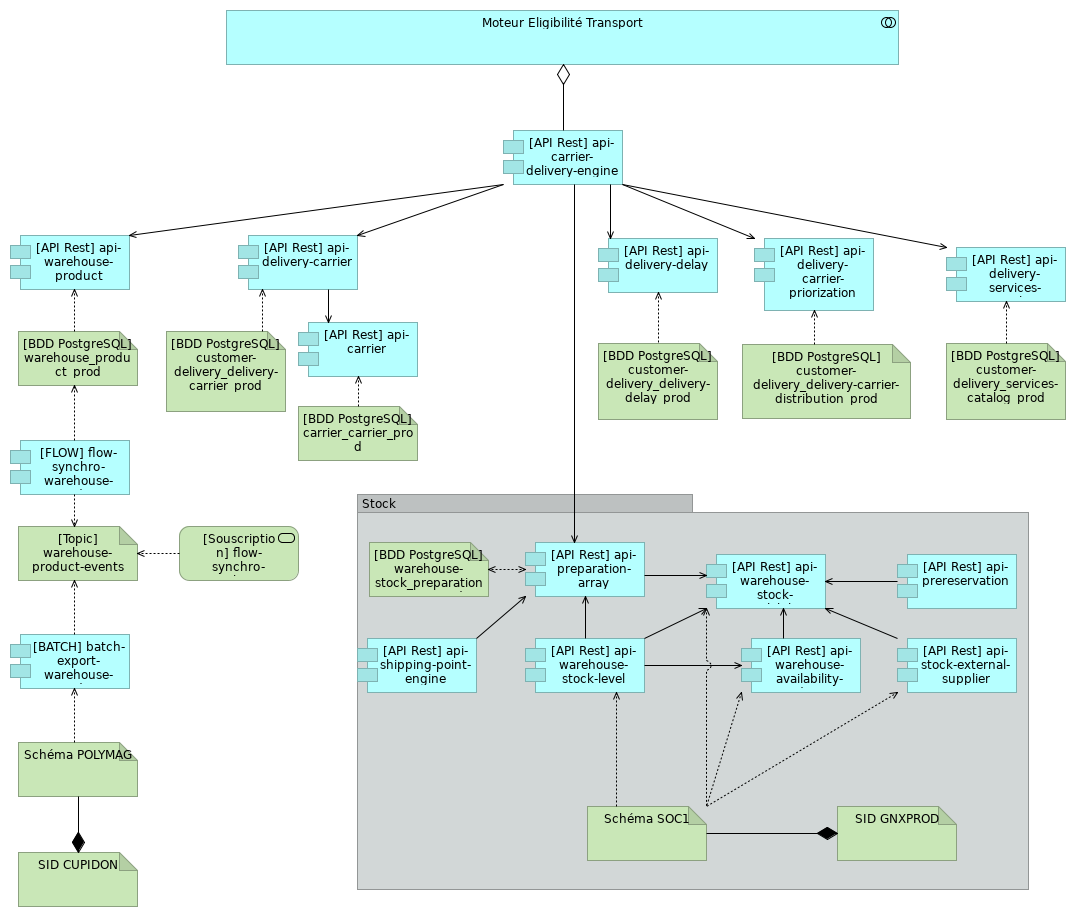 Moteur Eligibilité Transport
[API Rest] api-
carrier-
delivery-engine
[API Rest] api-
warehouse-
product
[API Rest] api-
delivery-carrier
[API Rest] api-
delivery-delay
[API Rest] api-
delivery-
carrier-
priorization
[API Rest] api-
delivery-
services-
[BDD PostgreSQL]
warehouse_produ
ct_prod
[BDD PostgreSQL]
customer-
delivery_delivery-
carrier_prod
[API Rest] api-
carrier
[BDD PostgreSQL]
customer-
delivery_delivery-
delay_prod
[BDD PostgreSQL]
customer-
delivery_delivery-carrier-
distribution_prod
[BDD PostgreSQL]
customer-
delivery_services-
catalog_prod
[BDD PostgreSQL]
carrier_carrier_pro
d
[FLOW] flow-
synchro-
warehouse-
Stock
[Topic]
warehouse-
product-events
[Souscriptio
n] flow-
synchro-
[BDD PostgreSQL]
warehouse-
stock_preparation
[API Rest] api-
preparation-
array
[API Rest] api-
warehouse-
stock-
[API Rest] api-
prereservation
[BATCH] batch-
export-
warehouse-
[API Rest] api-
shipping-point-
engine
[API Rest] api-
warehouse-
stock-level
[API Rest] api-
warehouse-
availability-
[API Rest] api-
stock-external-
supplier
Schéma POLYMAG
Schéma SOC1
SID GNXPROD
SID CUPIDON